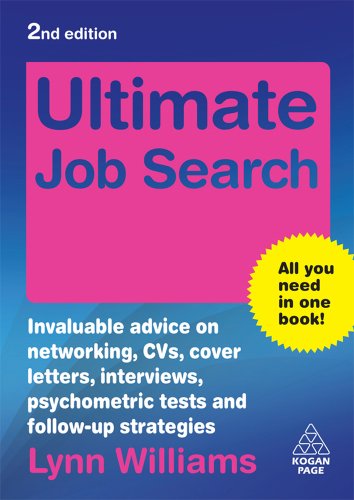 2nd edition
Ultimate
Job Search
All you
need
in one
book!
Invaluable advice on
networking, CVs, cover
letters, interviews,
psychometric tests and
follow-up strategies
Lynn Williams
KOGAN
PAGE